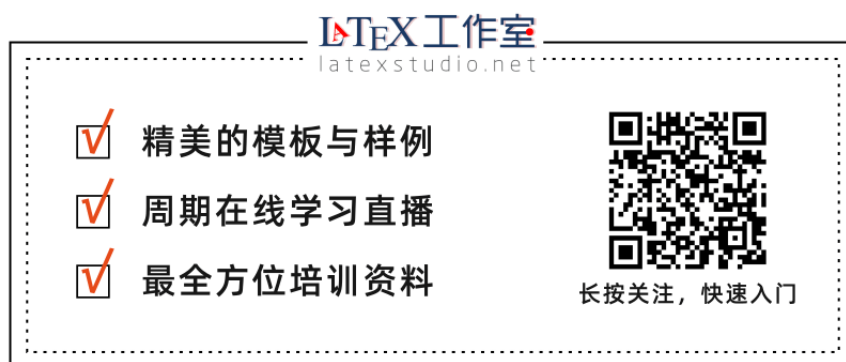 LATEX工作室
latexstudio.net
精美的模板与样例
周期在线学习直播
最全方位培训资料
长按关注，快速入门